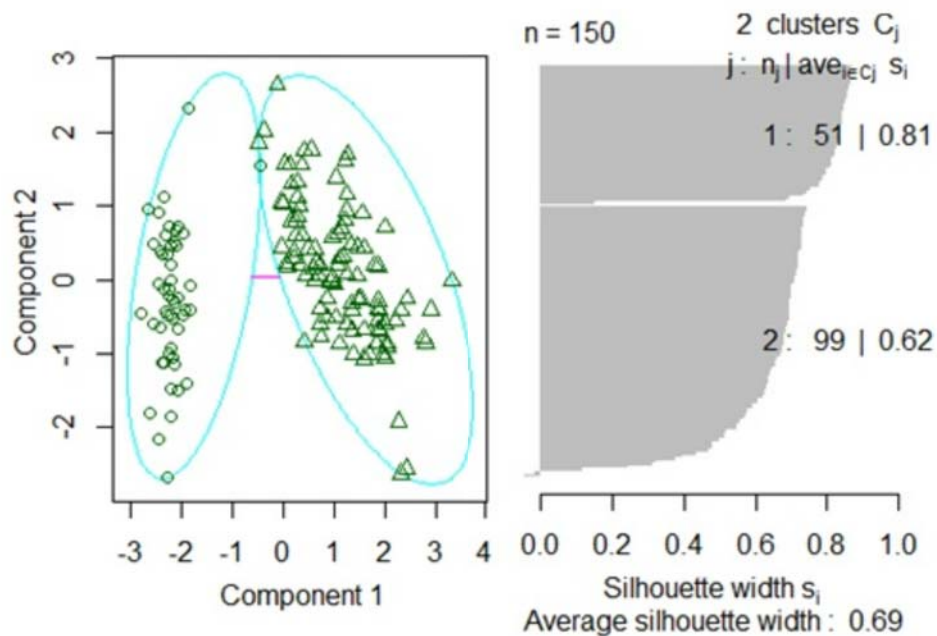 n = 150
2 clusters Cj
j : nj | avei∈Cj si
1 : 51 | 0.81
2 : 99 | 0.62
3
2
1
0
-1
-2
Component 2
-3 -2 -1 0 1 2 3 4
Component 1
0.0 0.2 0.4 0.6 0.8 1.0
Silhouette width si
Average silhouette width : 0.69